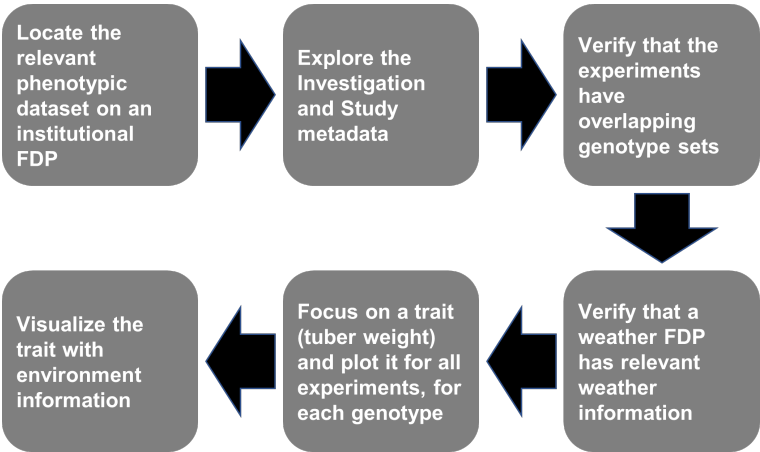 Locate the
relevant
phenotypic
dataset on an
institutional
FDP
Explore the
Investigation
and Study
metadata
Verify that the
experiments
have
overlapping
genotype sets
Verify that a
weather FDP
has relevant
weather
information
Focus on a trait
(tuber weight)
and plot it for all
experiments, for
each genotype
Visualize the
trait with
environment
information